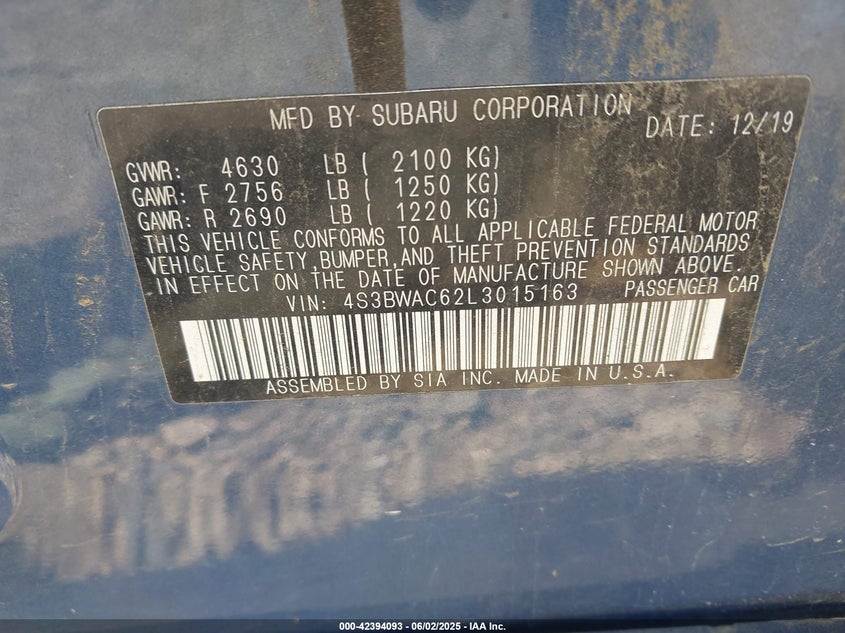 MFD BY SUBARU CORPORATION
DATE: 12/19
GVWR: 4630 LB ( 2100 KG)
GAWR: F 2756 LB ( 1250 KG)
GAWR: R 2690 LB ( 1220 KG)
THIS VEHICLE CONFORMS TO ALL APPLICABLE FEDERAL MOTOR
VEHICLE SAFETY,BUMPER,AND THEFT PREVENTION STANDARDS
IN EFFECT ON THE DATE OF MANUFACTURE SHOWN ABOVE.
VIN: 4S3BWAC62L3015163 PASSENGER CAR
ASSEMBLED BY SIA INC. MADE IN U.S.A.
000-42394093 - 06/02/2025 - IAA Inc.